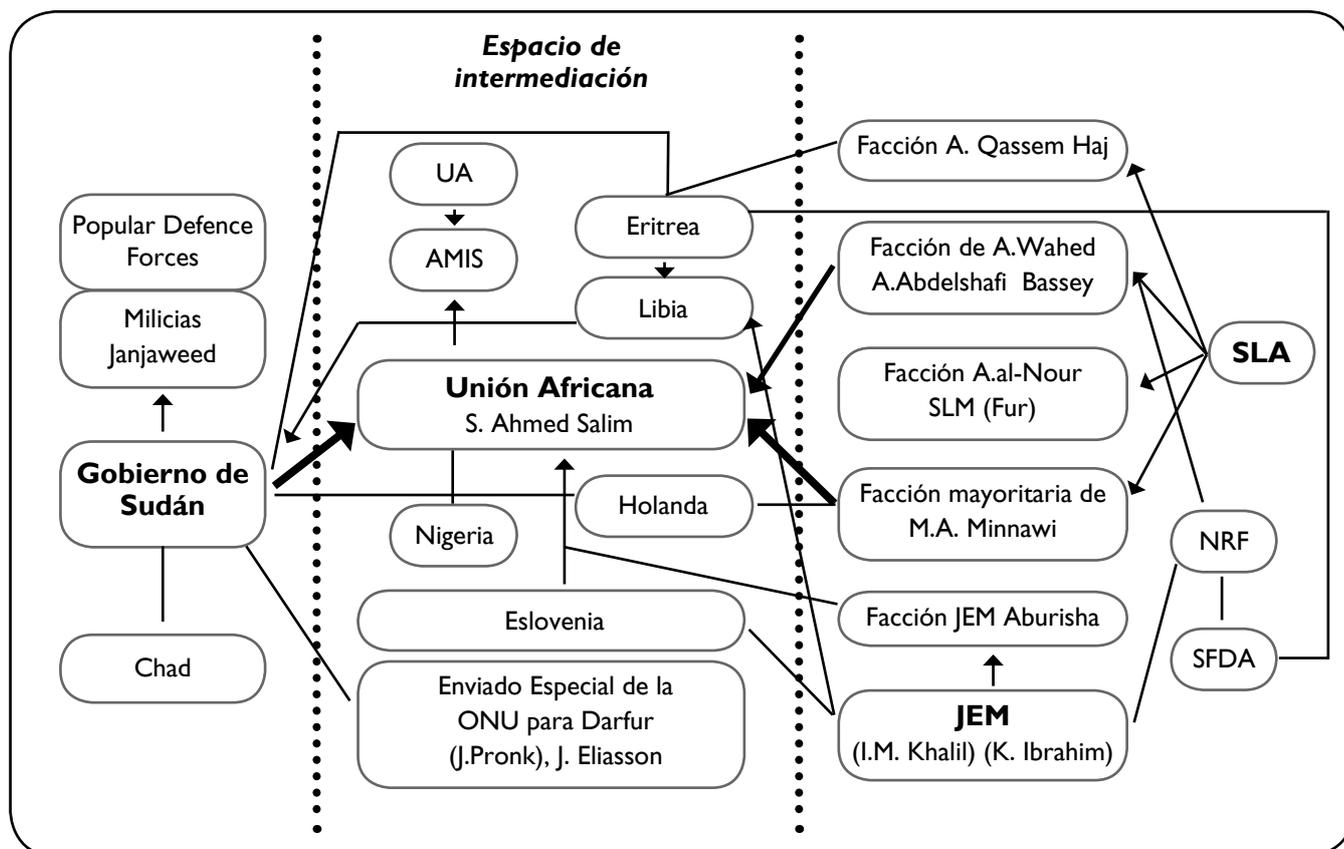 Espacio de
intermediación
Popular Defence
Forces
Milicias
Janjaweed
Gobierno de
Sudán
Chad
UA
AMIS
Eritrea
Libia
Unión Africana
S. Ahmed Salim
Nigeria
Holanda
Eslovenia
Enviado Especial de la
ONU para Darfur
(J.Pronk), J. Eliasson
Facción A. Qassem Haj
Facción de A.Wahed
A.Abdelshafi Bassey
Facción A.al-Nour
SLM (Fur)
Facción mayoritaria de
M.A. Minnawi
Facción JEM Aburisha
JEM
(I.M. Khalil) (K. Ibrahim)
SLA
NRF
SFDA